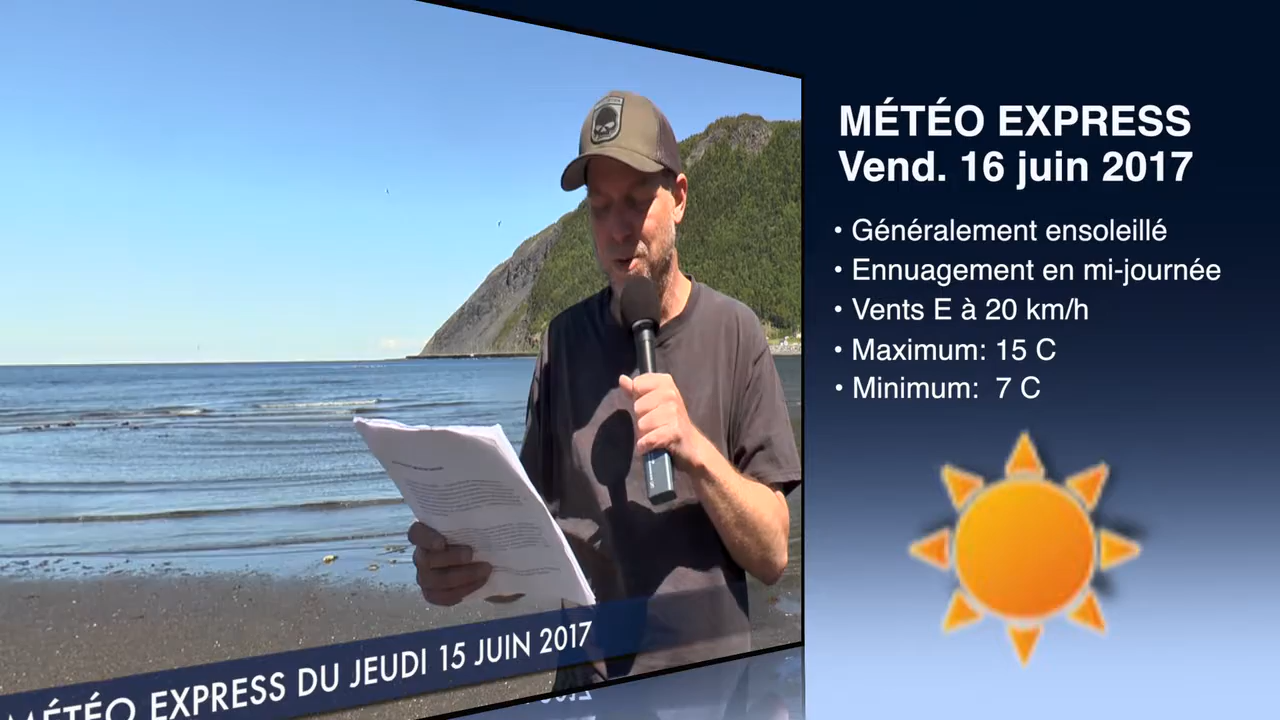 MÉTÉO EXPRESS
Vend. 16 juin 2017
• Généralement ensoleillé
• Ennuagement en mi-journée
• Vents E à 20 km/h
• Maximum: 15 C
• Minimum:  7 C
MÉTÉO EXPRESS DU JEUDI 15 JUIN 2017